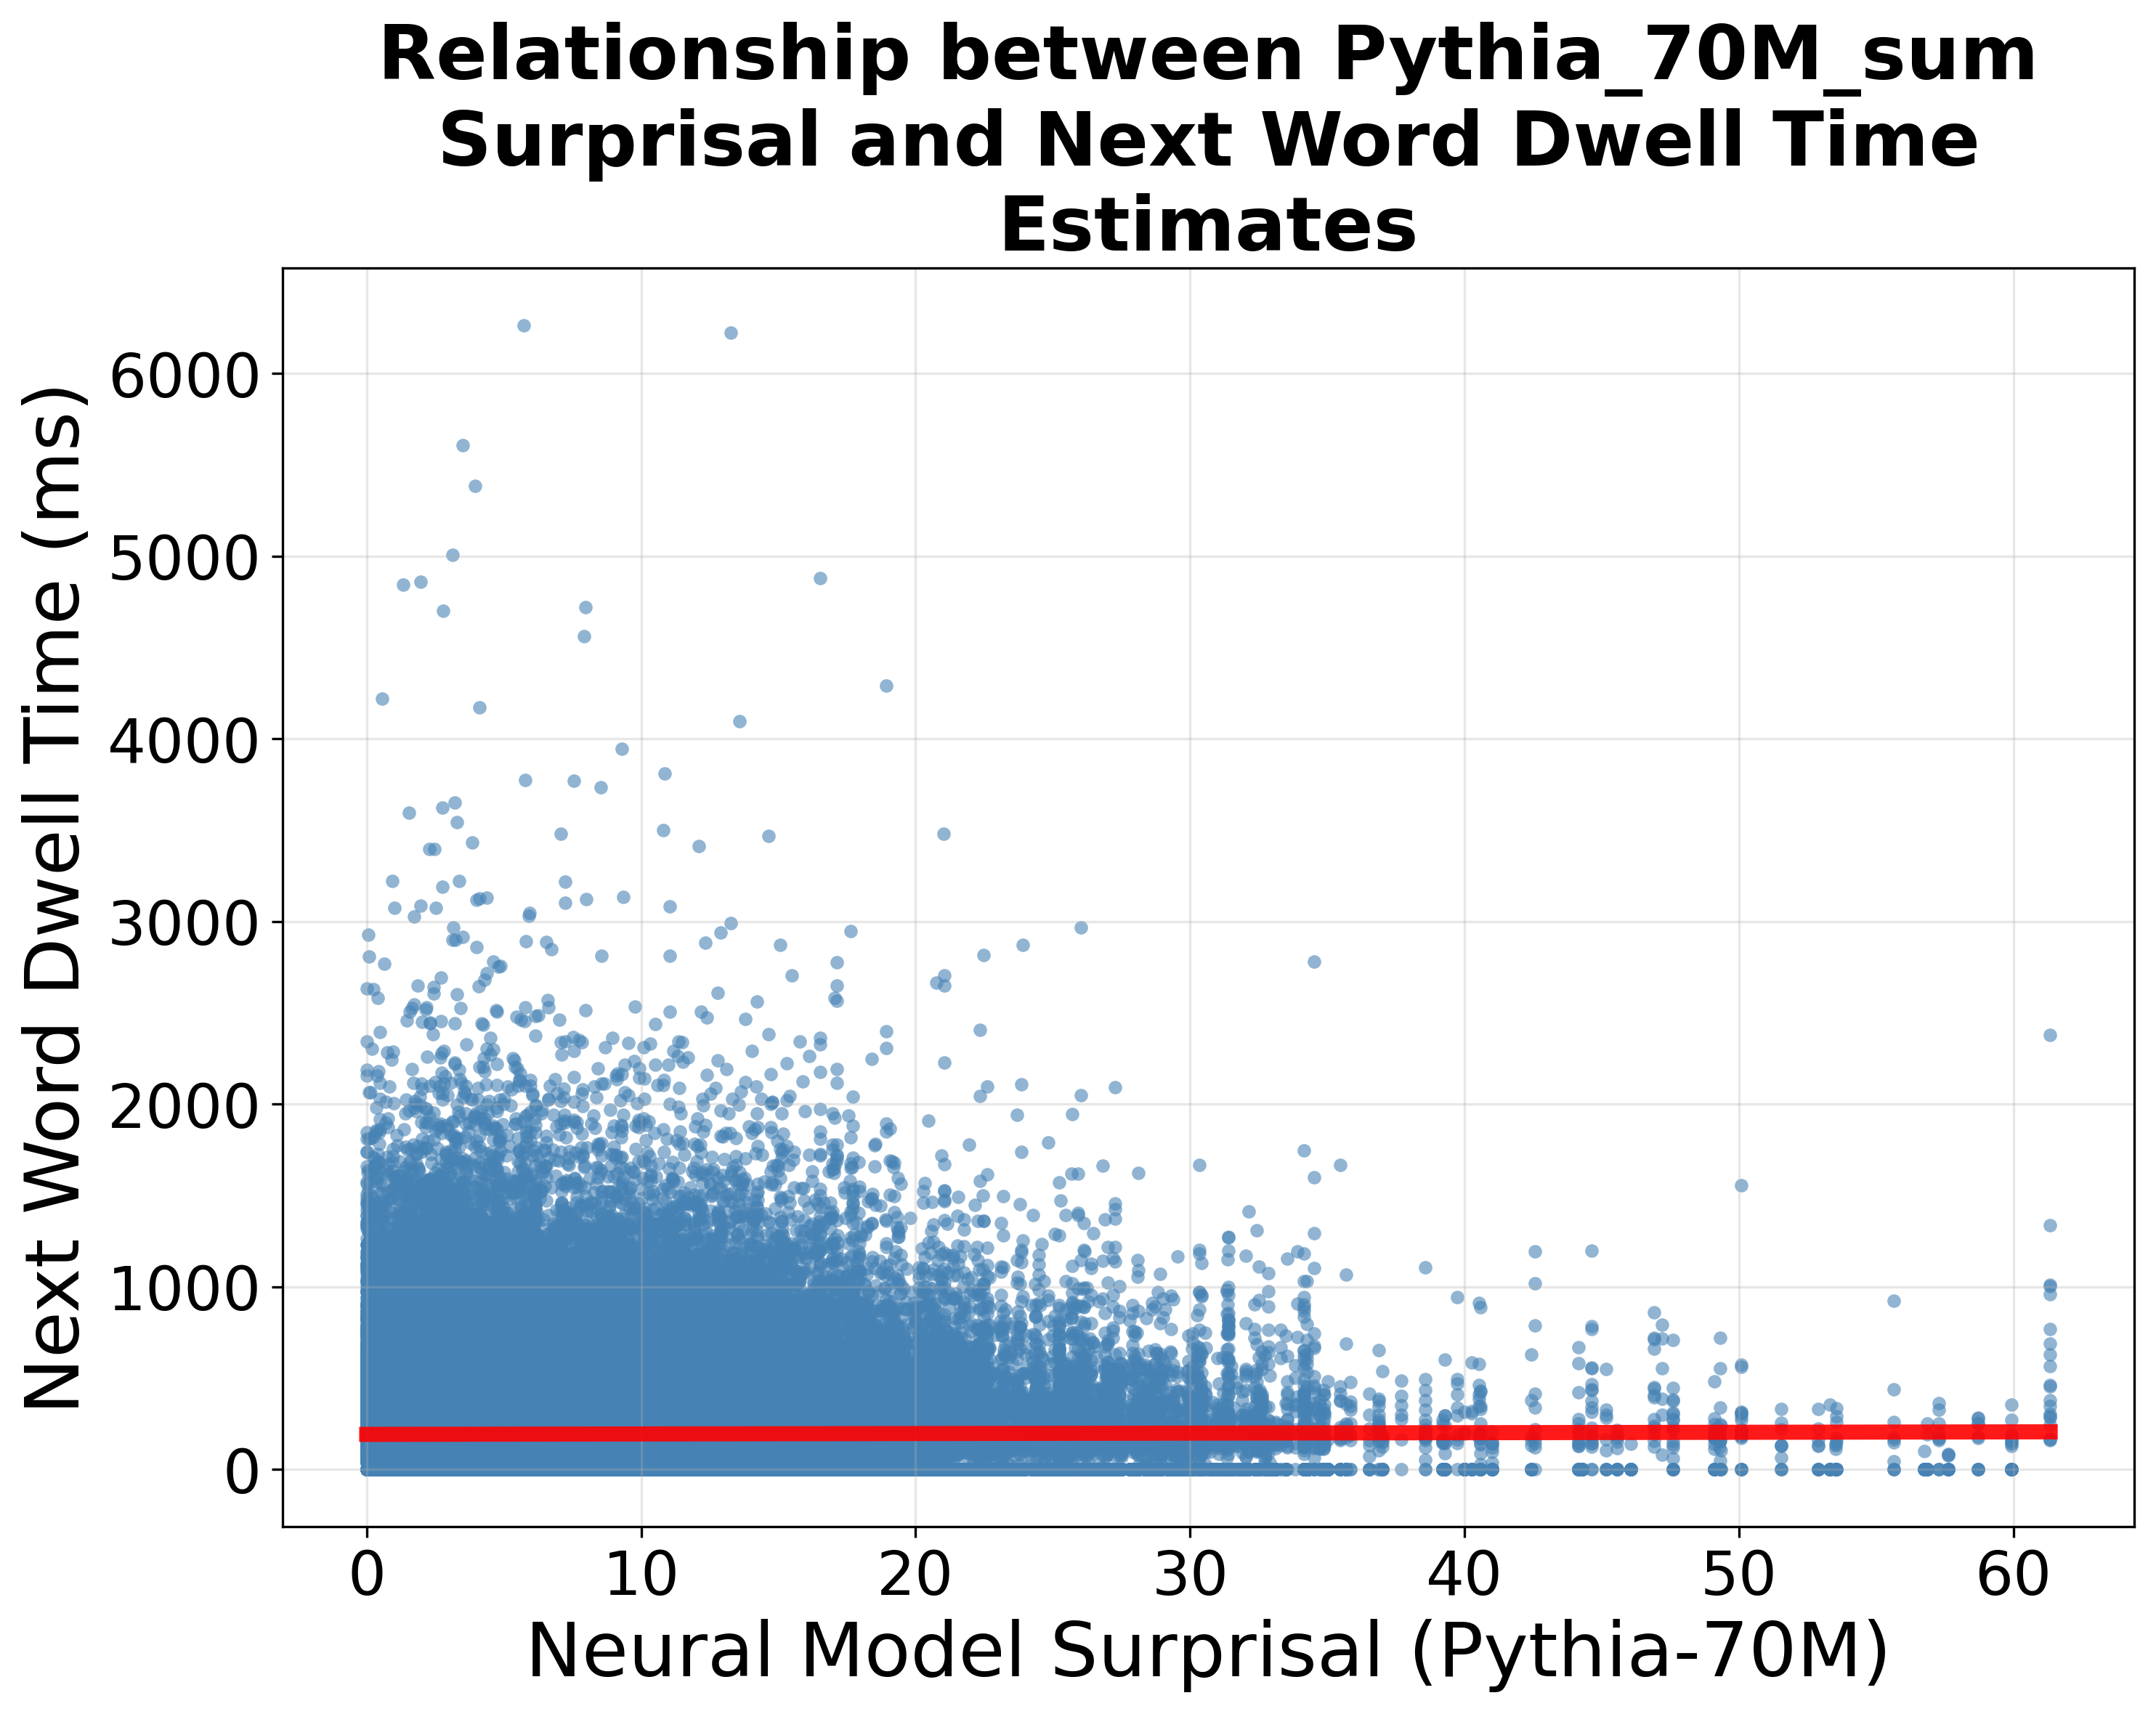 Relationship between Pythia_70M_sum
Surprisal and Next Word Dwell Time
Estimates
Next Word Dwell Time (ms)
6000
5000
4000
3000
2000
1000
0
0 10 20 30 40 50 60
Neural Model Surprisal (Pythia-70M)